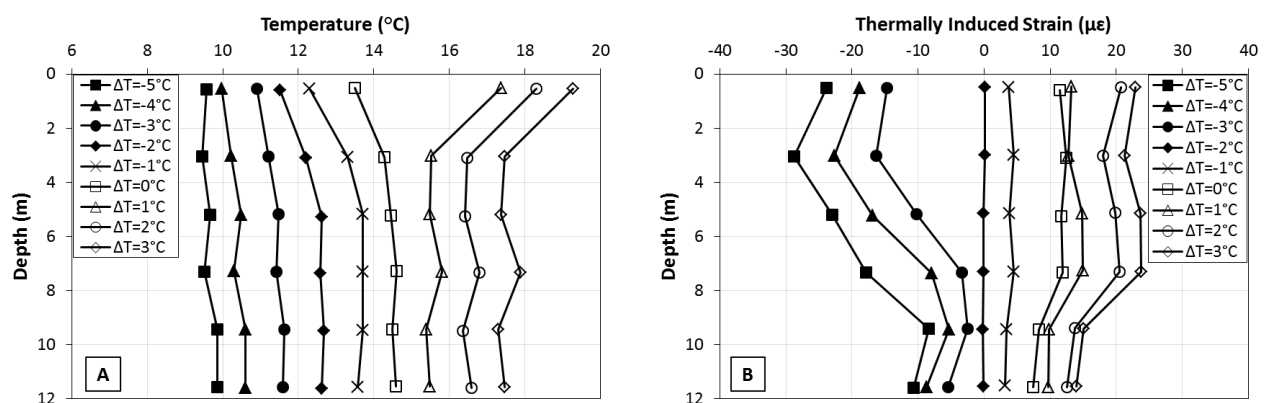 Temperature (°C)
6 8 10 12 14 16 18 20
0
2
4
6
8
10
12
Depth (m)
ΔT=-5°C
ΔT=-4°C
ΔT=-3°C
ΔT=-2°C
ΔT=-1°C
ΔT=0°C
ΔT=1°C
ΔT=2°C
ΔT=3°C
A
Thermally Induced Strain (με)
-40 -30 -20 -10 0 10 20 30 40
0
2
4
6
8
10
12
Depth (m)
ΔT=-5°C
ΔT=-4°C
ΔT=-3°C
ΔT=-2°C
ΔT=-1°C
ΔT=0°C
ΔT=1°C
ΔT=2°C
ΔT=3°C
B